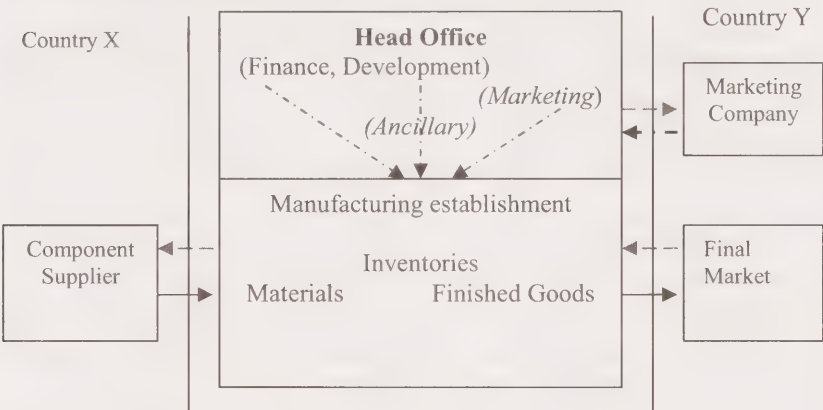 Country X
Head Office
(Finance, Development)
(Marketing)
(Ancillary)
Country Y
Marketing
Company
Manufacturing establishment
Component
Supplier
Inventories
Materials Finished Goods
Final
Market